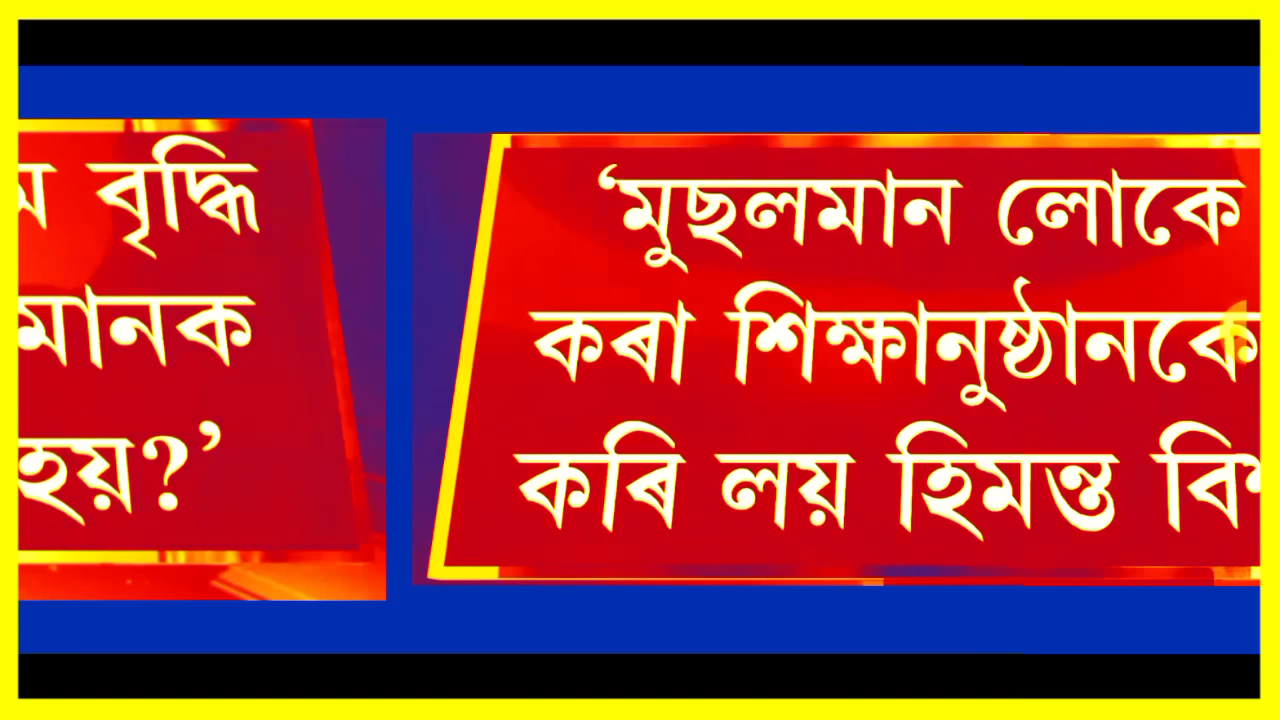 বৃদ্ধি
মানক
হয়?’
‘মুছলমান লোকে
কৰা শিক্ষানুষ্ঠানকে
কৰি লয় হিমন্ত